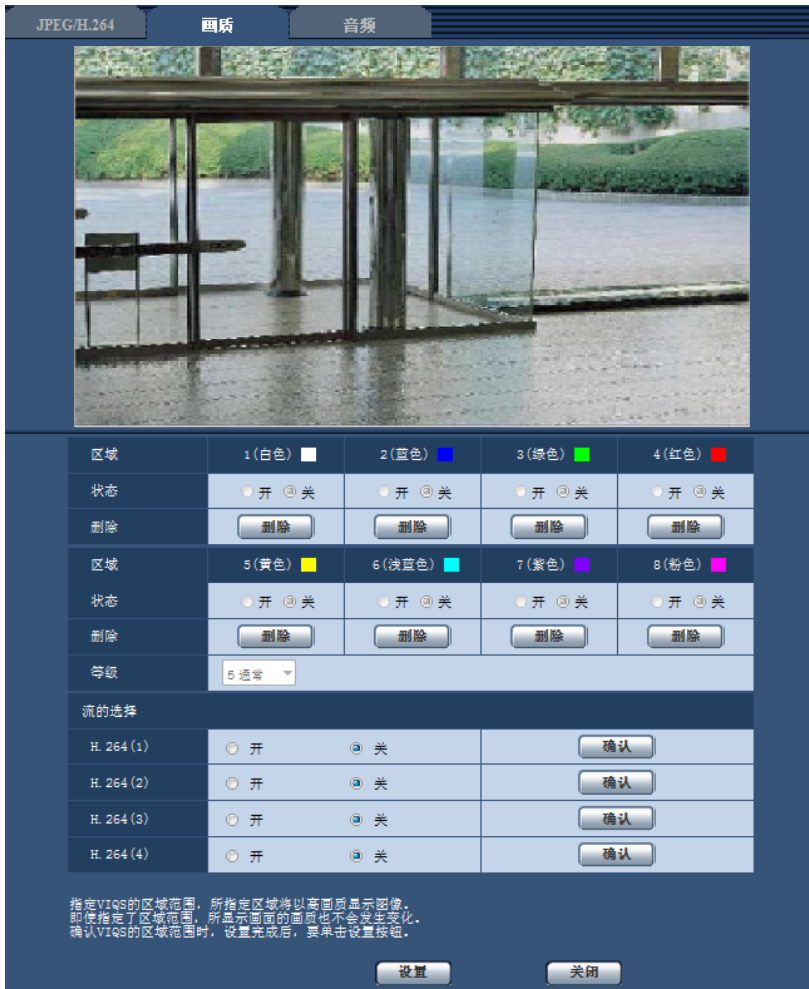 JPEG/H.264 画质 音频
区域 1(白色) 2(蓝色) 3(绿色) 4(红色)
状态 开 关 开 关 开 关 开 关
删除 删除 删除 删除 删除
区域 5(黄色) 6(浅蓝色) 7(紫色) 8(粉色)
状态 开 关 开 关 开 关 开 关
删除 删除 删除 删除 删除
等级 5 通常
流的选择
H.264(1) 开 关 确认
H.264(2) 开 关 确认
H.264(3) 开 关 确认
H.264(4) 开 关 确认
指定VIQS的区域范围，所指定区域将以高画质显示图像。
即使指定了区域范围，所显示画面的画质也不会发生变化。
确认VIQS的区域范围时，设置完成后，要单击设置按钮。
设置 关闭